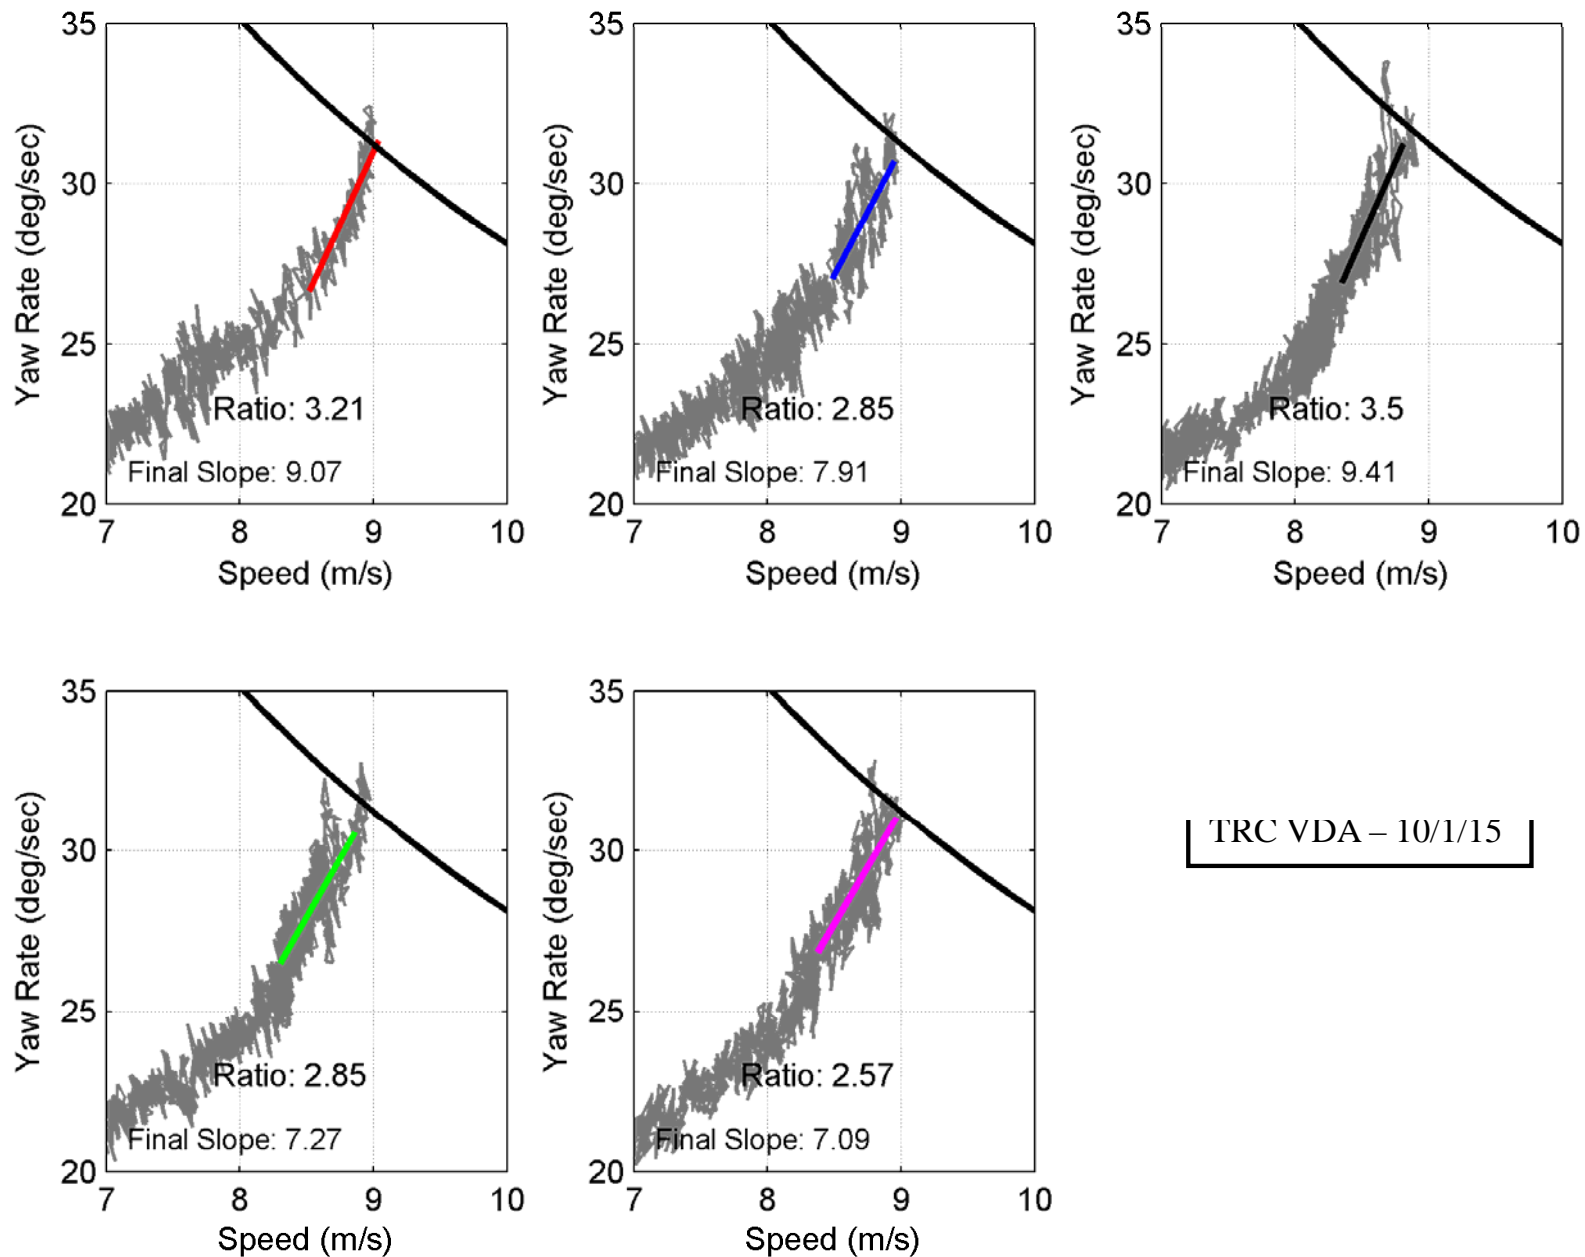 35
30
25
20
Yaw Rate (deg/sec)
Ratio: 3.21
Final Slope: 9.07
7 8 9 10
Speed (m/s)
35
30
25
20
Yaw Rate (deg/sec)
Ratio: 2.85
Final Slope: 7.91
7 8 9 10
Speed (m/s)
35
30
25
20
Yaw Rate (deg/sec)
Ratio: 3.5
Final Slope: 9.41
7 8 9 10
Speed (m/s)
35
30
25
20
Yaw Rate (deg/sec)
Ratio: 2.85
Final Slope: 7.27
7 8 9 10
Speed (m/s)
35
30
25
20
Yaw Rate (deg/sec)
Ratio: 2.57
Final Slope: 7.09
7 8 9 10
Speed (m/s)
TRC VDA – 10/1/15